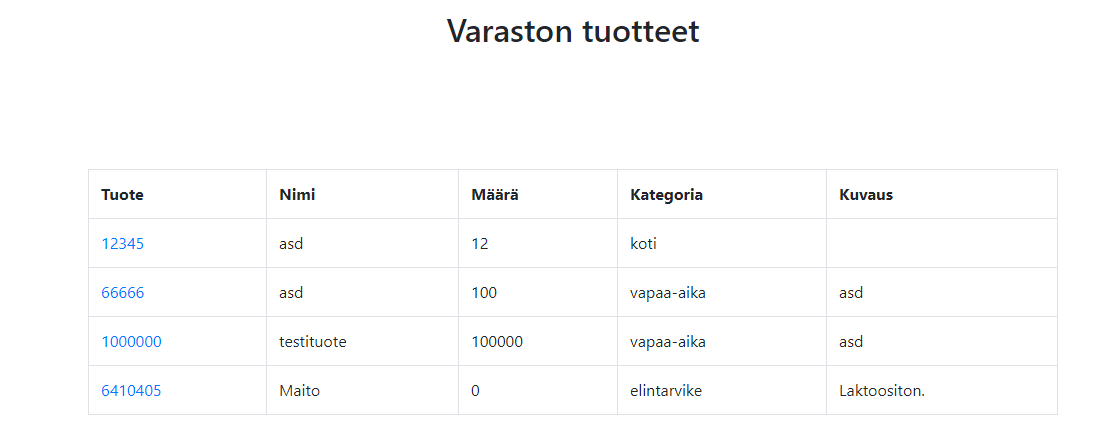 Varaston tuotteet
Tuote Nimi Määrä Kategoria Kuvaus
12345 asd 12 koti
66666 asd 100 vapaa-aika asd
1000000 testituote 100000 vapaa-aika asd
6410405 Maito 0 elintarvike Laktoositon.